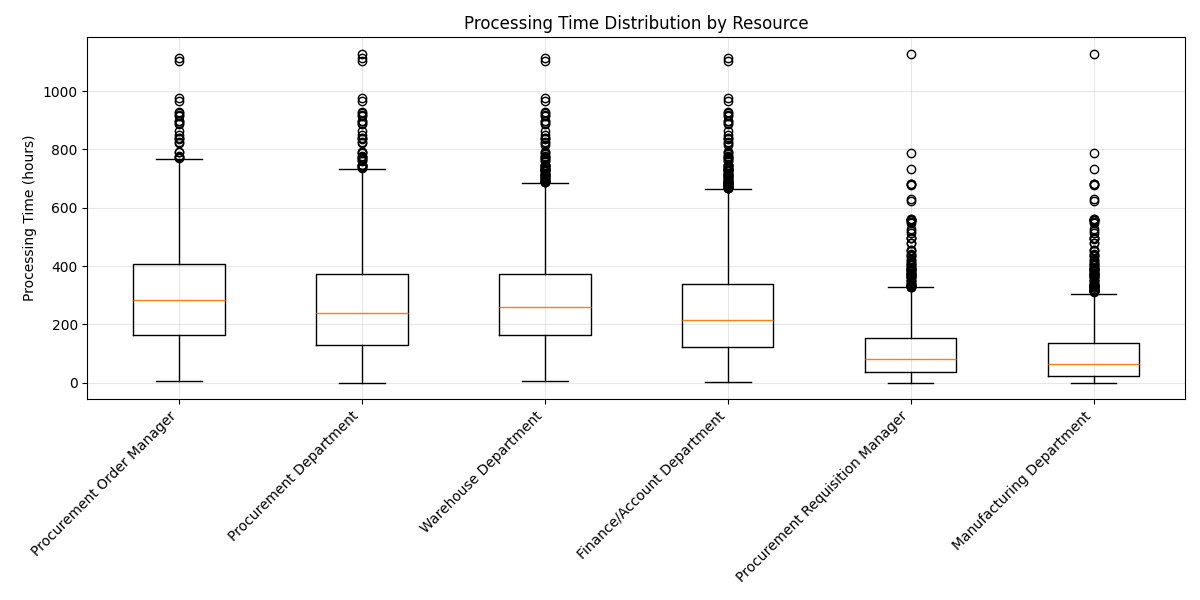 Processing Time Distribution by Resource
Processing Time (hours)
1000
800
600
400
200
0
Procurement Order Manager
Procurement Department
Warehouse Department
Finance/Account Department
Procurement Requisition Manager
Manufacturing Department